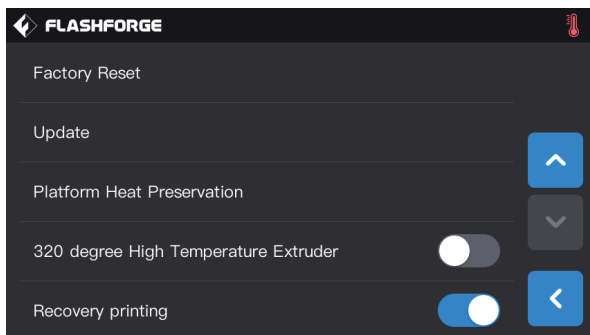 FLASHFORGE
Factory Reset
Update
Platform Heat Preservation
320 degree High Temperature Extruder
Recovery printing